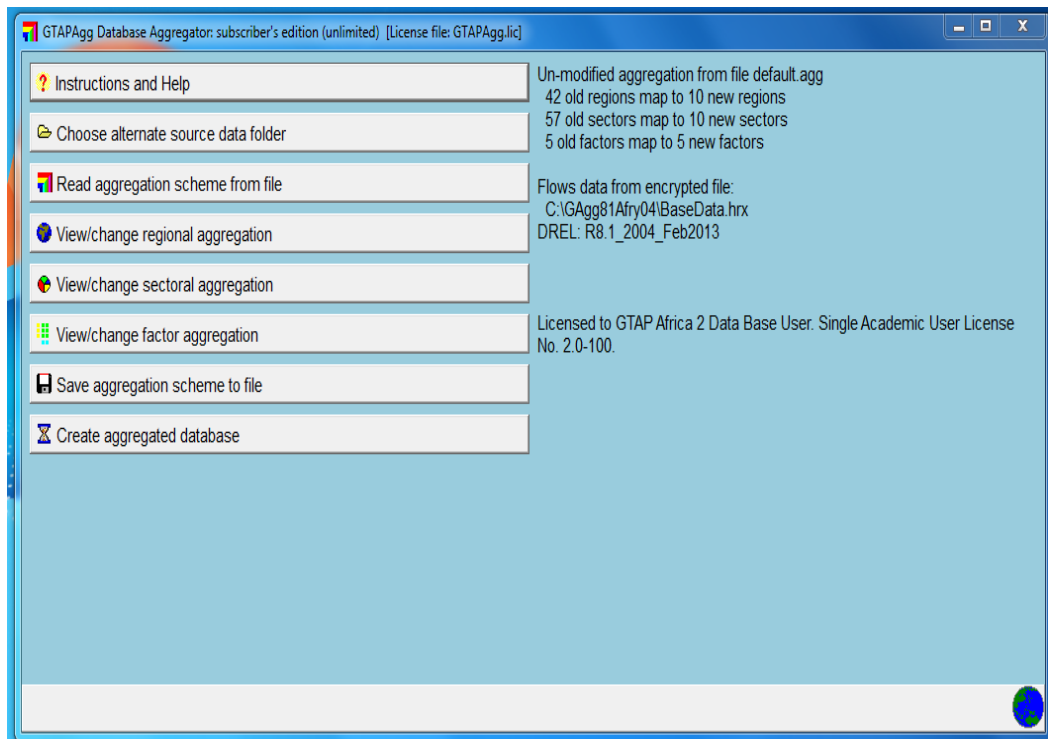 GTAPAgg Database Aggregator: subscriber's edition (unlimited) [License file: GTAPAgg.lic]
Instructions and Help
Choose alternate source data folder
Read aggregation scheme from file
View/change regional aggregation
View/change sectoral aggregation
View/change factor aggregation
Save aggregation scheme to file
Create aggregated database
Un-modified aggregation from file default.agg
42 old regions map to 10 new regions
57 old sectors map to 10 new sectors
5 old factors map to 5 new factors
Flows data from encrypted file:
C:\GAgg81Afry04\BaseData.hrx
DREL: R8.1_2004_Feb2013
Licensed to GTAP Africa 2 Data Base User. Single Academic User License
No. 2.0-100.